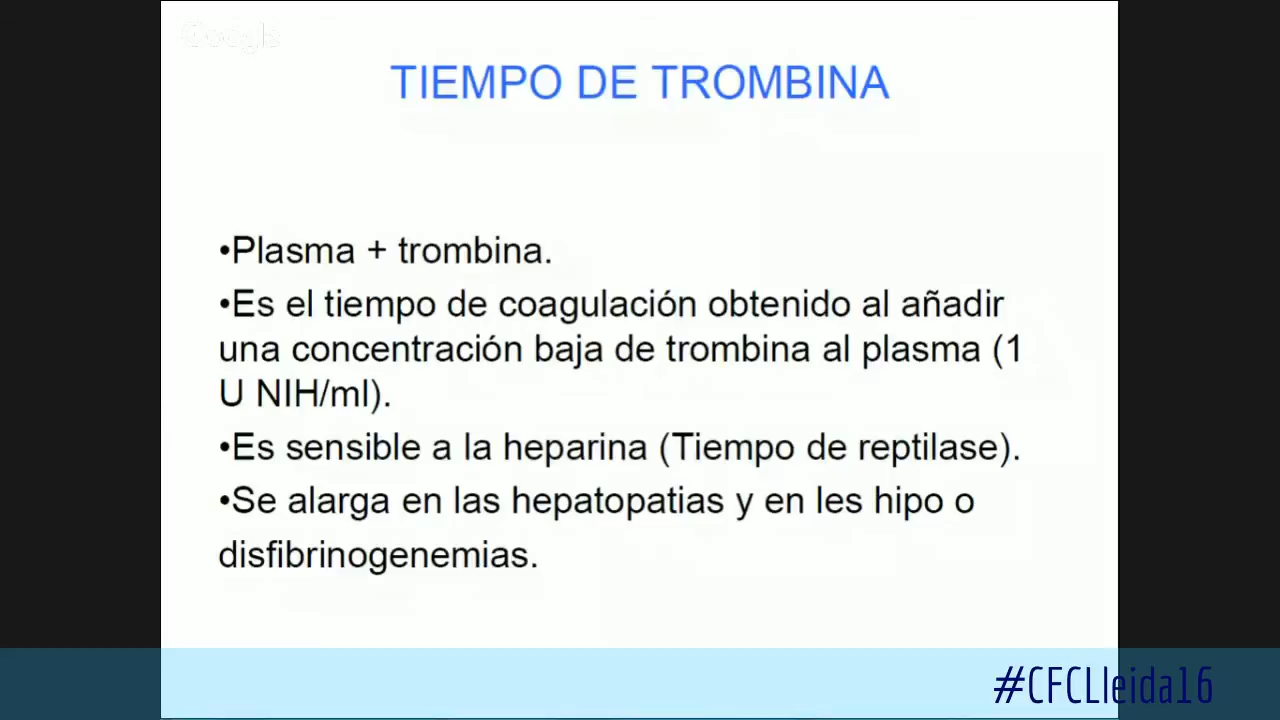 Google
TIEMPO DE TROMBINA
•Plasma + trombina.
•Es el tiempo de coagulación obtenido al añadir
una concentración baja de trombina al plasma (1
U NIH/ml).
•Es sensible a la heparina (Tiempo de reptilase).
•Se alarga en las hepatopatias y en les hipo o
disfibrinogenemias.
#CFCLleida16